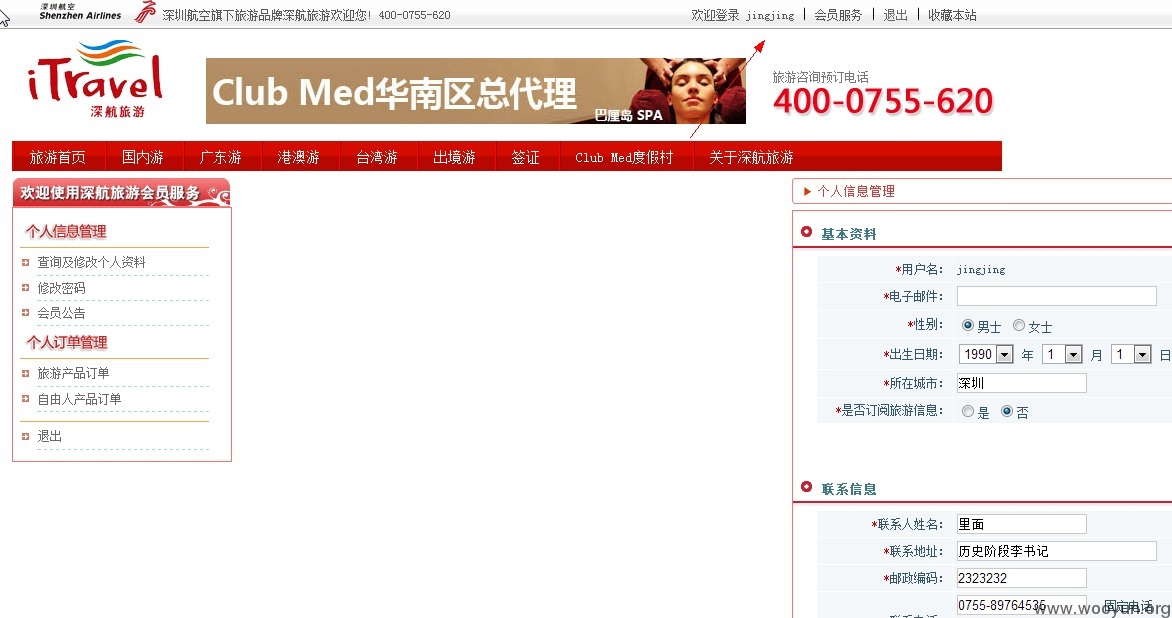 深圳航空
Shenzhen Airlines
深圳航空旗下旅游品牌深航旅游欢迎您! 400-0755-620
欢迎登录 jingjing | 会员服务 | 退出 | 收藏本站
iTravel
深航旅游
Club Med华南区总代理
巴厘岛 SPA
旅游咨询预订电话
400-0755-620
旅游首页 国内游 广东游 港澳游 台湾游 出境游 签证 Club Med度假村 关于深航旅游
欢迎使用深航旅游会员服务
个人信息管理
查询及修改个人资料
修改密码
会员公告
个人订单管理
旅游产品订单
自由人产品订单
退出
个人信息管理
基本资料
*用户名: jingjing
*电子邮件:
*性别: 男士 女士
*出生日期: 1990 年 1 月 1 日
*所在城市: 深圳
*是否订阅旅游信息: 是 否
联系信息
*联系人姓名: 里面
*联系地址: 历史阶段李书记
*邮政编码: 2323232
0755-89764535 固定电话
www.wooyun.org